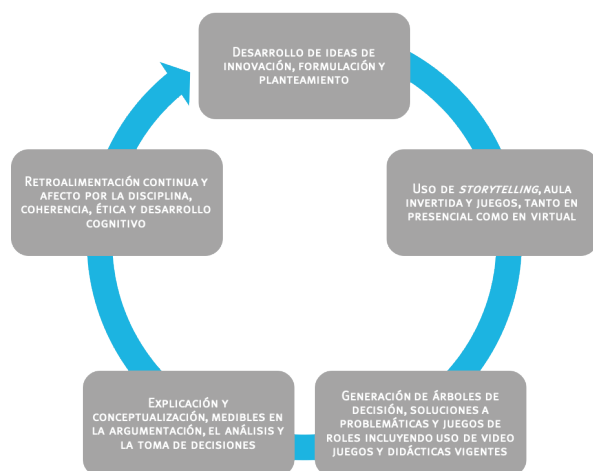 DESARROLLO DE IDEAS DE
INNOVACIÓN, FORMULACIÓN Y
PLANTEAMIENTO
USO DE STORYTELLING, AULA
INVERTIDA Y JUEGOS, TANTO EN
PRESENCIAL COMO EN VIRTUAL
GENERACIÓN DE ÁRBOLES DE
DECISIÓN, SOLUCIONES A
PROBLEMÁTICAS Y JUEGOS DE
ROLES INCLUYENDO USO DE VIDEO
JUEGOS Y DIDÁCTICAS VIGENTES
EXPLICACIÓN Y
CONCEPTUALIZACIÓN, MEDIBLES EN
LA ARGUMENTACIÓN, EL ANÁLISIS Y
LA TOMA DE DECISIONES
RETROALIMENTACIÓN CONTINUA Y
AFECTO POR LA DISCIPLINA,
COHERENCIA, ÉTICA Y DESARROLLO
COGNITIVO